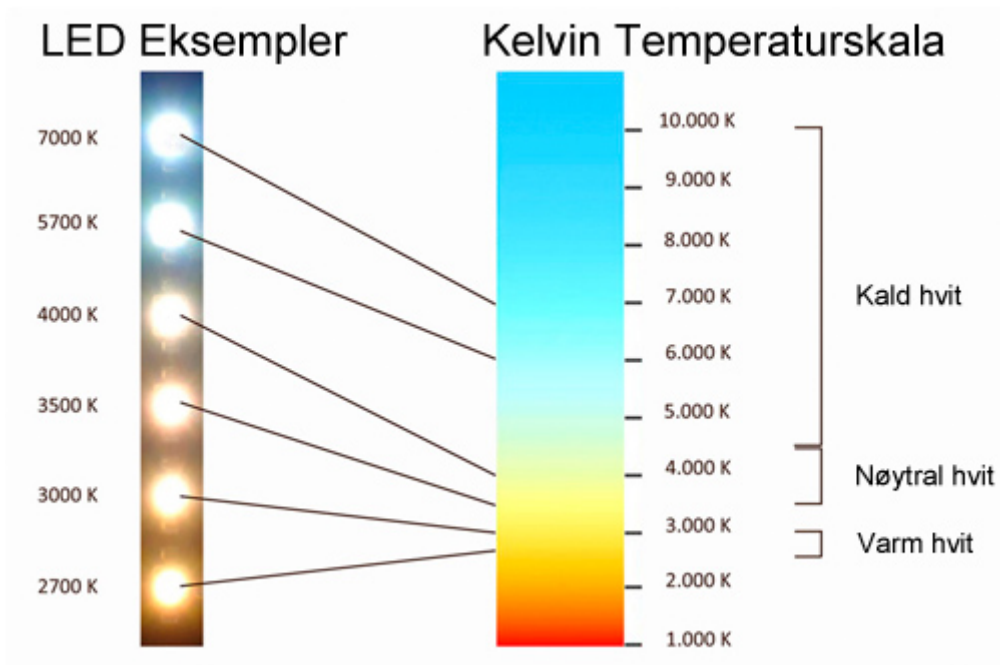 LED Eksempler
Kelvin Temperaturskala
7000 K
5700 K
4000 K
3500 K
3000 K
2700 K
10.000 K
9.000 K
8.000 K
7.000 K
6.000 K
5.000 K
4.000 K
3.000 K
2.000 K
1.000 K
Kald hvit
Nøytral hvit
Varm hvit